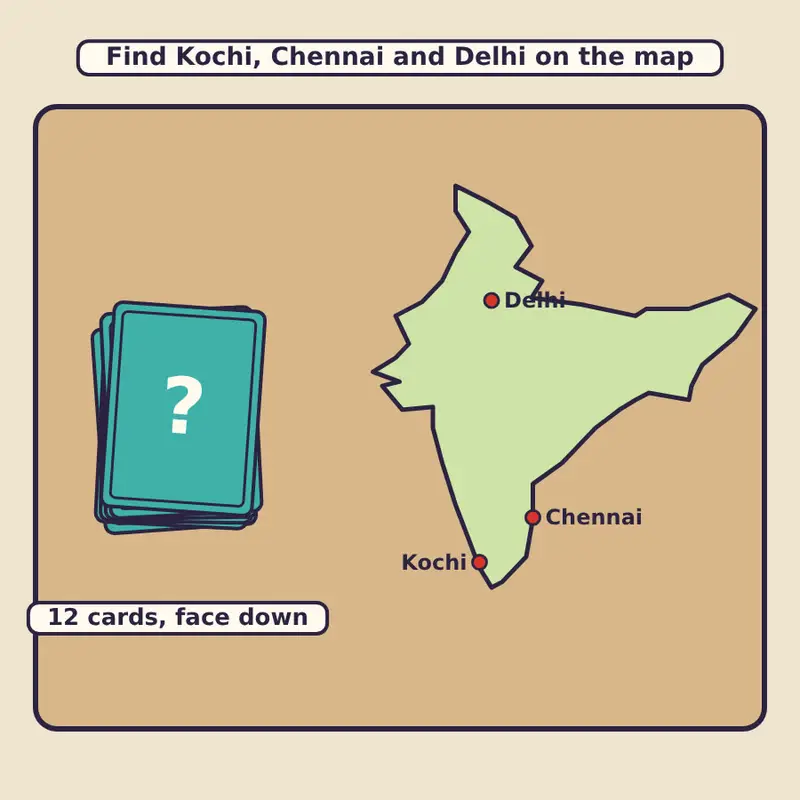 Find Kochi, Chennai and Delhi on the map
?
Delhi
Chennai
Kochi
12 cards, face down